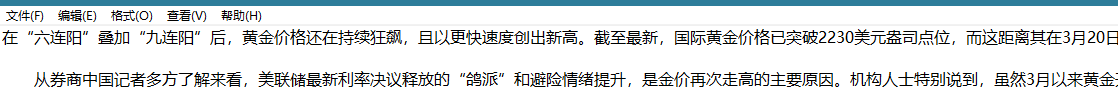 文件(F) 编辑(E) 格式(O) 查看(V) 帮助(H)
在“六连阳”叠加“九连阳”后，黄金价格还在持续狂飙，且以更快速度创出新高。截至最新，国际黄金价格已突破2230美元盎司点位，而这距离其在3月20日
从券商中国记者多方了解来看，美联储最新利率决议释放的“鸽派”和避险情绪提升，是金价再次走高的主要原因。机构人士特别说到，虽然3月以来黄金